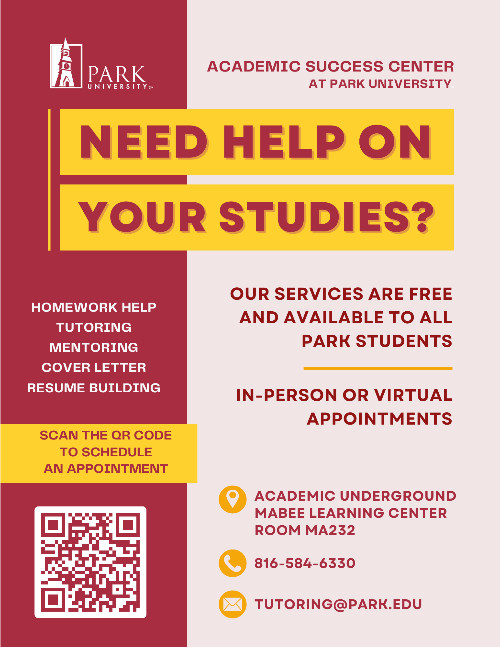 PARK
UNIVERSITY
ACADEMIC SUCCESS CENTER
AT PARK UNIVERSITY
NEED HELP ON
YOUR STUDIES?
HOMEWORK HELP
TUTORING
MENTORING
COVER LETTER
RESUME BUILDING
SCAN THE QR CODE
TO SCHEDULE
AN APPOINTMENT
OUR SERVICES ARE FREE
AND AVAILABLE TO ALL
PARK STUDENTS
IN-PERSON OR VIRTUAL
APPOINTMENTS
ACADEMIC UNDERGROUND
MABEE LEARNING CENTER
ROOM MA232
816-584-6330
TUTORING@PARK.EDU